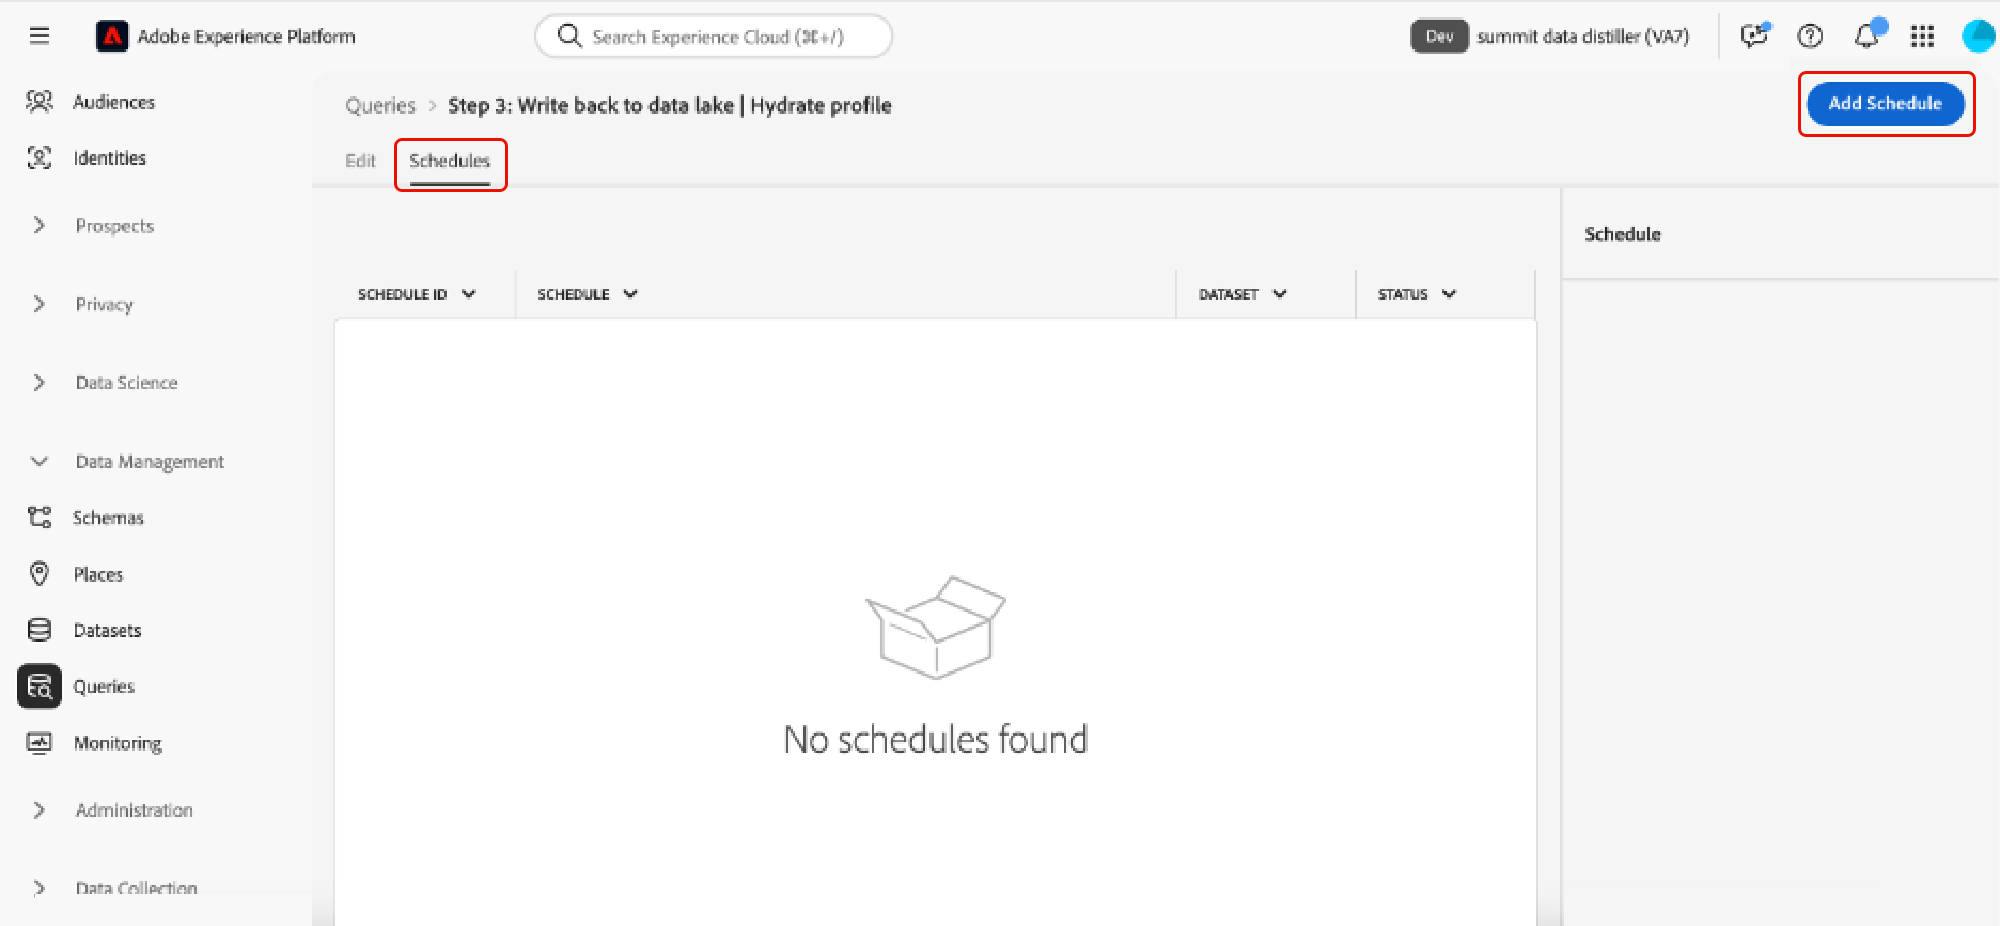 Adobe Experience Platform
Search Experience Cloud (⌘+/)
Dev summit data distiller (VA7)
Audiences
Identities
Prospects
Privacy
Data Science
Data Management
Schemas
Places
Datasets
Queries
Monitoring
Administration
Data Collection
Queries > Step 3: Write back to data lake | Hydrate profile
Add Schedule
Edit Schedules
SCHEDULE ID SCHEDULE DATASET STATUS
No schedules found
Schedule